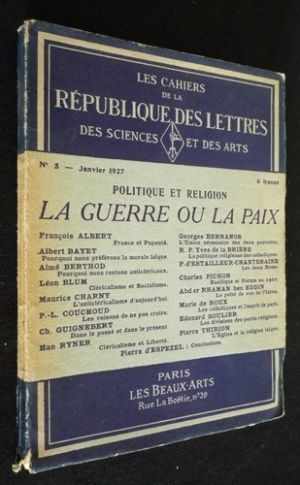 LES CAHIERS
DE LA
RÉPUBLIQUE DES LETTRES
DES SCIENCES ET DES ARTS
N° 5 — Janvier 1927
6 francs
POLITIQUE ET RELIGION
LA GUERRE OU LA PAIX
François ALBERT
France et Papauté.
Albert BAYET
Pourquoi nous préférons la morale laïque.
Aimé BERTHOD
Pourquoi nous restons anticléricaux.
Léon BLUM
Cléricalisme et Socialisme.
Maurice CHARNY
L'anticléricalisme d'aujourd'hui.
P.-L. COUCHOUD
Les raisons de ne pas croire.
Ch. GUIGNEBERT
Dans le passé et dans le présent.
Han RYNER
Cléricalisme et Liberté.
Georges BERNANOS
L'Union nécessaire des deux pouvoirs.
R. P. Yves de la BRIÈRE
La politique religieuse des catholiques.
P. d'ESTAILLEUR-CHANTERAINE
Les deux Rome.
Charles PICHON
Basilique et Forum en 1927
Abd er RHAMAN ben EDDIN
Le point de vue de l'Islam.
Marie de ROUX
Les catholiques et l'esprit de parti.
Edouard SOULIER
Les divisions des partis religieux.
Pierre THIRION
L'Eglise et la religion laïque.
Pierre d'ESPEZEL : Conclusions.
PARIS
LES BEAUX-ARTS
Rue La Boëtie, n° 39